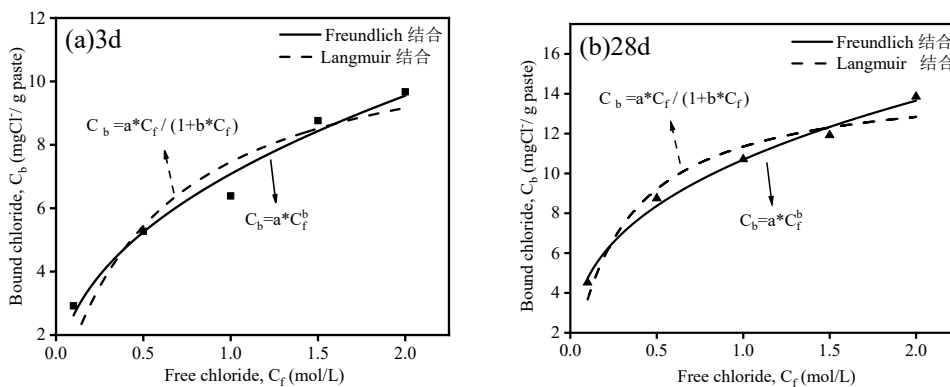 (a)3d
Freundlich 结合
Langmuir 结合
C_b=a*C_f/(1+b*C_f)
C_b=a*C_f^b
Bound chloride, C_b (mgCl^-/ g paste)
12
10
8
6
4
2
0.0 0.5 1.0 1.5 2.0
Free chloride, C_f (mol/L)
(b)28d
Freundlich 结合
Langmuir 结合
C_b=a*C_f/(1+b*C_f)
C_b=a*C_f^b
Bound chloride, C_b (mgCl^-/ g paste)
16
14
12
10
8
6
4
2
0.0 0.5 1.0 1.5 2.0
Free chloride, C_f (mol/L)